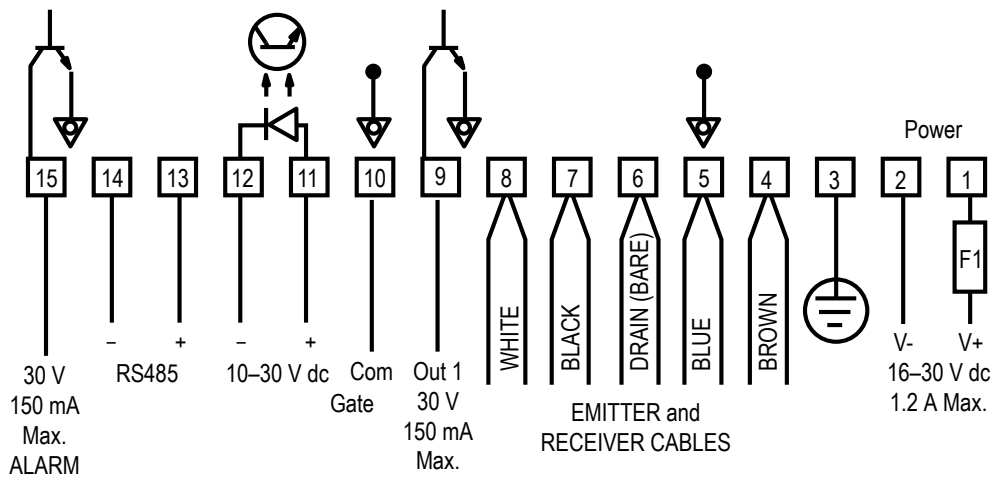 Power
15 14 13 12 11 10 9 8 7 6 5 4 3 2 1
F1
WHITE
BLACK
DRAIN (BARE)
BLUE
BROWN
– + – + V- V+
30 V
150 mA
Max.
ALARM
RS485
10–30 V dc
Com
Gate
Out 1
30 V
150 mA
Max.
EMITTER and
RECEIVER CABLES
16–30 V dc
1.2 A Max.